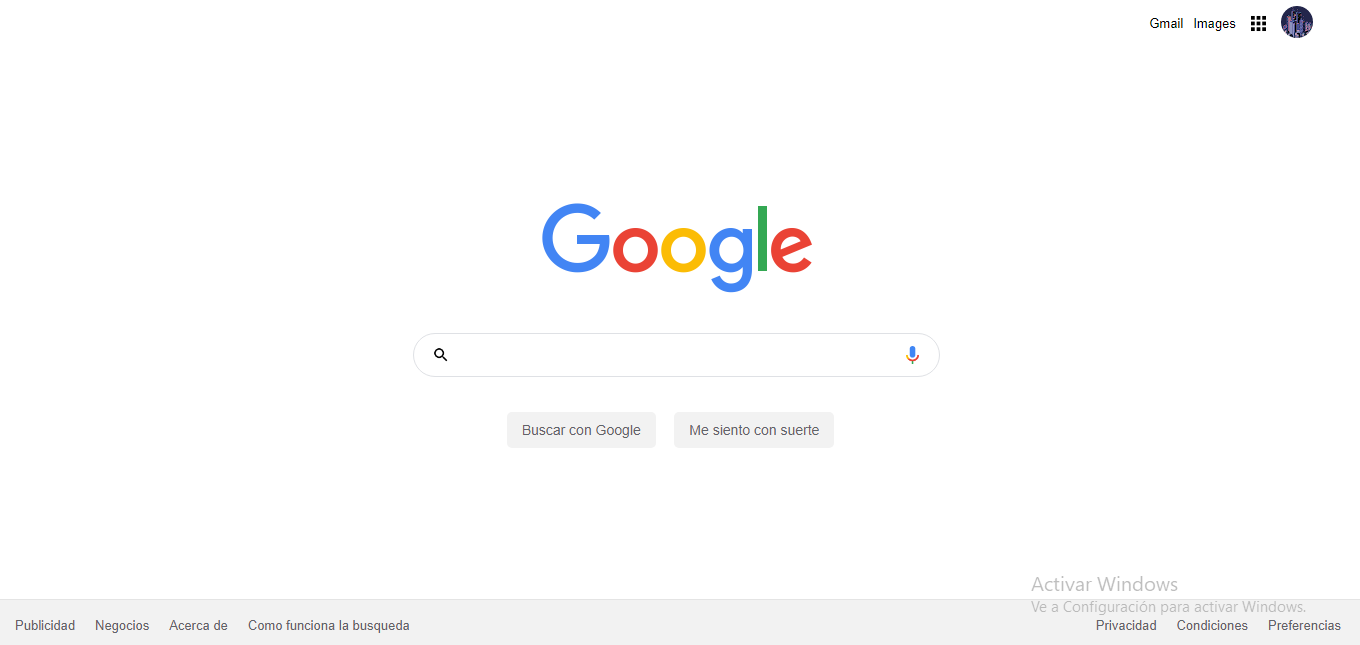 Gmail Images
Google
Buscar con Google Me siento con suerte
Activar Windows
Ve a Configuración para activar Windows.
Publicidad Negocios Acerca de Como funciona la busqueda Privacidad Condiciones Preferencias